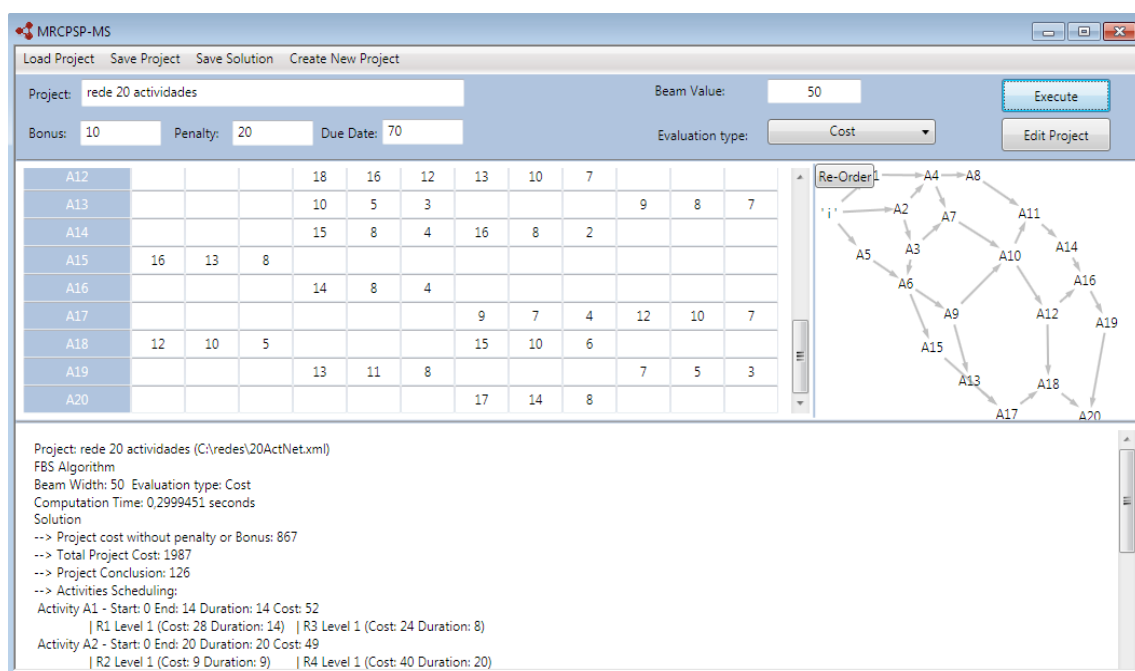 MRCPSP-MS
Load Project Save Project Save Solution Create New Project
Project: rede 20 actividades Beam Value: 50 Execute
Bonus: 10 Penalty: 20 Due Date: 70 Evaluation type: Cost Edit Project
A12 18 16 12 13 10 7
A13 10 5 3 9 8 7
A14 15 8 4 16 8 2
A15 16 13 8
A16 14 8 4
A17 9 7 4 12 10 7
A18 12 10 5 15 10 6
A19 13 11 8 7 5 3
A20 17 14 8
Re-Order 1 A4 A8
'i' A2 A7 A11
A5 A3 A10 A14
A6 A16
A9 A12 A19
A15
A13 A18
A17 A20
Project: rede 20 actividades (C:\redes\20ActNet.xml)
FBS Algorithm
Beam Width: 50 Evaluation type: Cost
Computation Time: 0,2999451 seconds
Solution
--> Project cost without penalty or Bonus: 867
--> Total Project Cost: 1987
--> Project Conclusion: 126
--> Activities Scheduling:
Activity A1 - Start: 0 End: 14 Duration: 14 Cost: 52
| R1 Level 1 (Cost: 28 Duration: 14) | R3 Level 1 (Cost: 24 Duration: 8)
Activity A2 - Start: 0 End: 20 Duration: 20 Cost: 49
| R2 Level 1 (Cost: 9 Duration: 9) | R4 Level 1 (Cost: 40 Duration: 20)